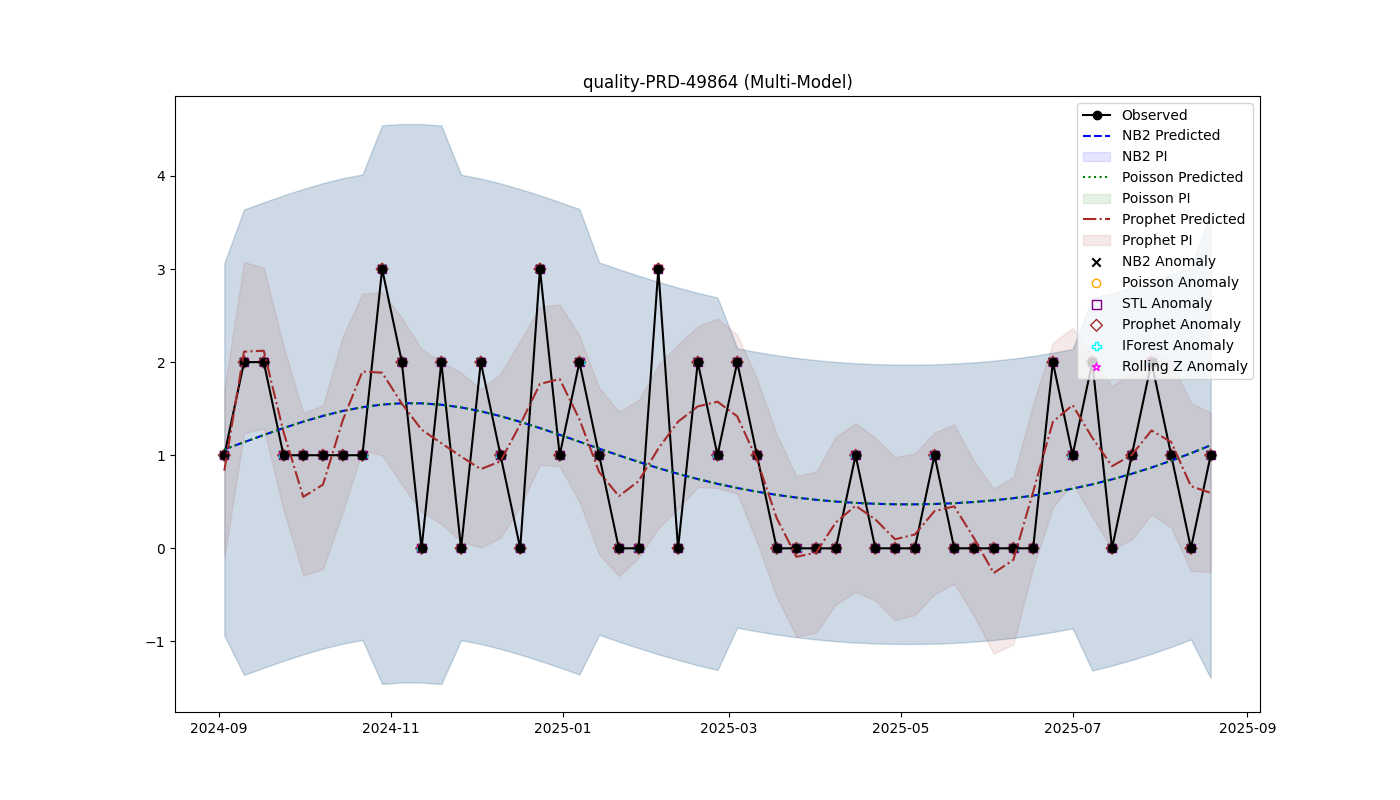 quality-PRD-49864 (Multi-Model)
Observed
NB2 Predicted
NB2 PI
Poisson Predicted
Poisson PI
Prophet Predicted
Prophet PI
NB2 Anomaly
Poisson Anomaly
STL Anomaly
Prophet Anomaly
IForest Anomaly
Rolling Z Anomaly
4
3
2
1
0
−1
2024-09
2024-11
2025-01
2025-03
2025-05
2025-07
2025-09